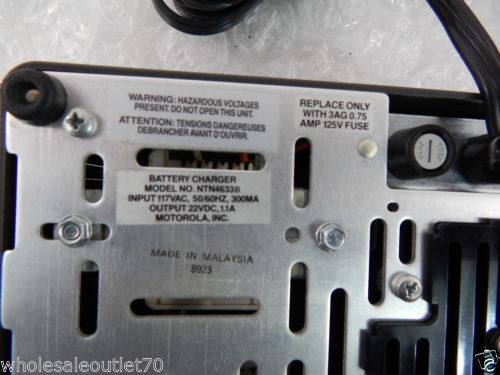 WARNING: HAZARDOUS VOLTAGES
PRESENT. DO NOT OPEN THIS UNIT.
ATTENTION: TENSIONS DANGEREUSES
DEBRANCHER AVANT D'OUVRIR.
REPLACE ONLY
WITH 3AG 0.75
AMP 125V FUSE
BATTERY CHARGER
MODEL NO. NTN4633B
INPUT 117VAC, 50/60HZ, 300MA
OUTPUT 22VDC, 1.1A
MOTOROLA, INC.
MADE IN MALAYSIA
8923
wholesaleoutlet70